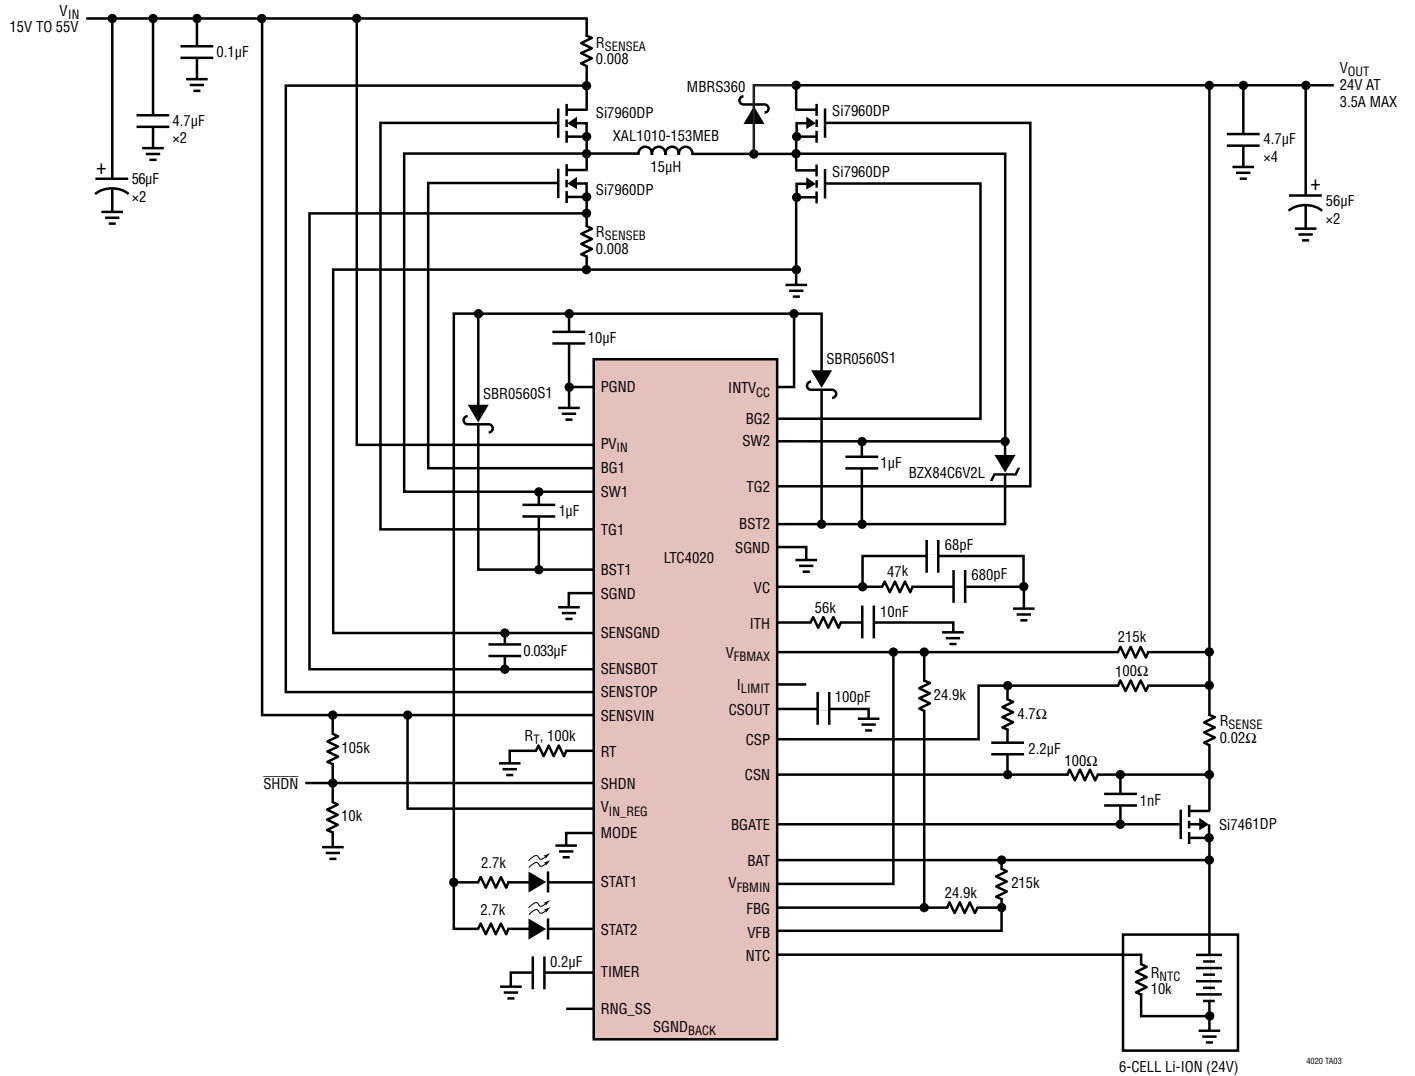 VIN
15V TO 55V
0.1µF
4.7µF
×2
+
56µF
×2
RSENSEA
0.008
Si7960DP
XAL1010-153MEB
15µH
Si7960DP
RSENSEB
0.008
MBRS360
Si7960DP
Si7960DP
VOUT
24V AT
3.5A MAX
4.7µF
×4
+
56µF
×2
10µF
SBR0560S1
SBR0560S1
1µF
1µF
BZX84C6V2L
LTC4020
PGND
PVIN
BG1
SW1
TG1
BST1
SGND
SENSGND
SENSBOT
SENSTOP
SENSVIN
RT
SHDN
VIN_REG
MODE
STAT1
STAT2
TIMER
RNG_SS
SGNDBACK
INTVCC
BG2
SW2
TG2
BST2
SGND
VC
ITH
VFBMAX
ILIMIT
CSOUT
CSP
CSN
BGATE
BAT
VFBMIN
FBG
VFB
NTC
0.033µF
105k
RT, 100k
SHDN
10k
2.7k
2.7k
0.2µF
68pF
47k
680pF
56k
10nF
215k
100Ω
24.9k
100pF
4.7Ω
2.2µF
100Ω
RSENSE
0.02Ω
1nF
Si7461DP
215k
24.9k
RNTC
10k
6-CELL Li-ION (24V)
4020 TA03